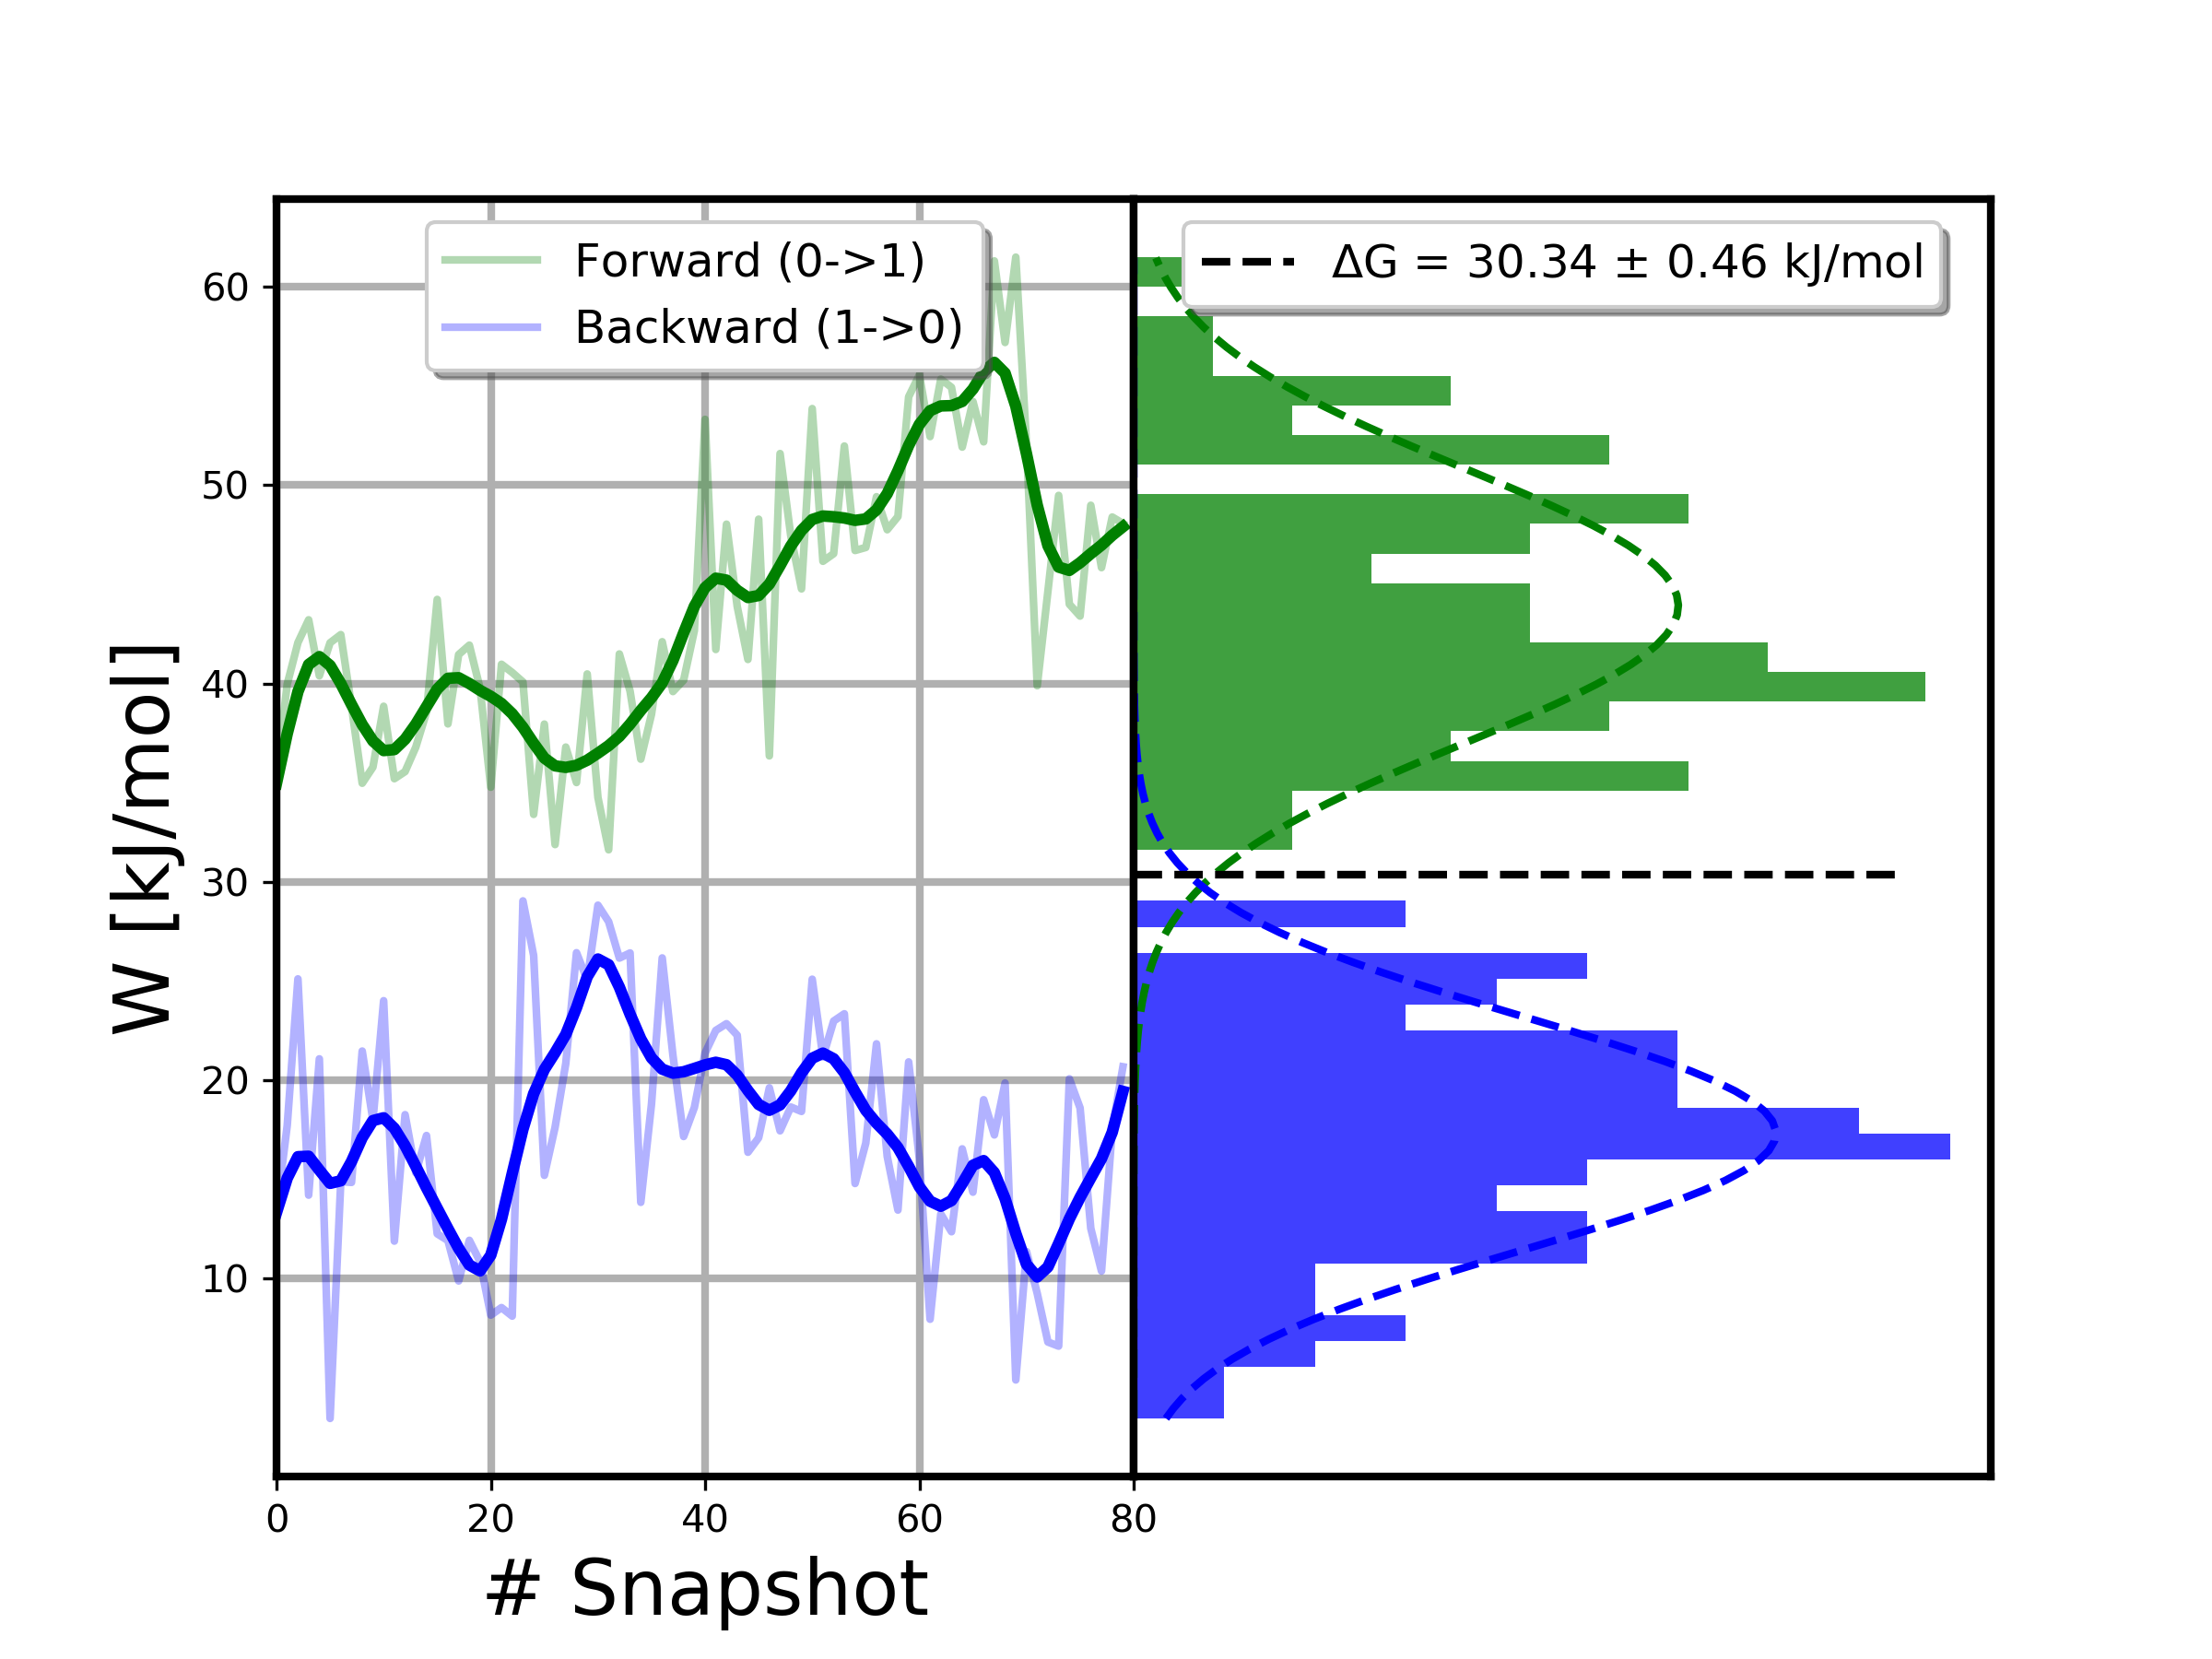 Forward (0->1)
Backward (1->0)
ΔG = 30.34 ± 0.46 kJ/mol
60
50
40
30
20
10
W [kJ/mol]
0 20 40 60 80
# Snapshot